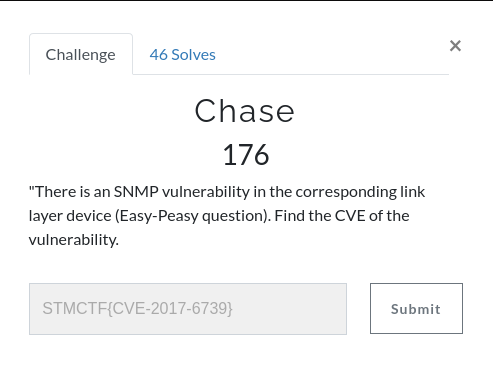 Challenge
46 Solves
×
Chase
176
"There is an SNMP vulnerability in the corresponding link
layer device (Easy-Peasy question). Find the CVE of the
vulnerability.
STMCTF{CVE-2017-6739}
Submit